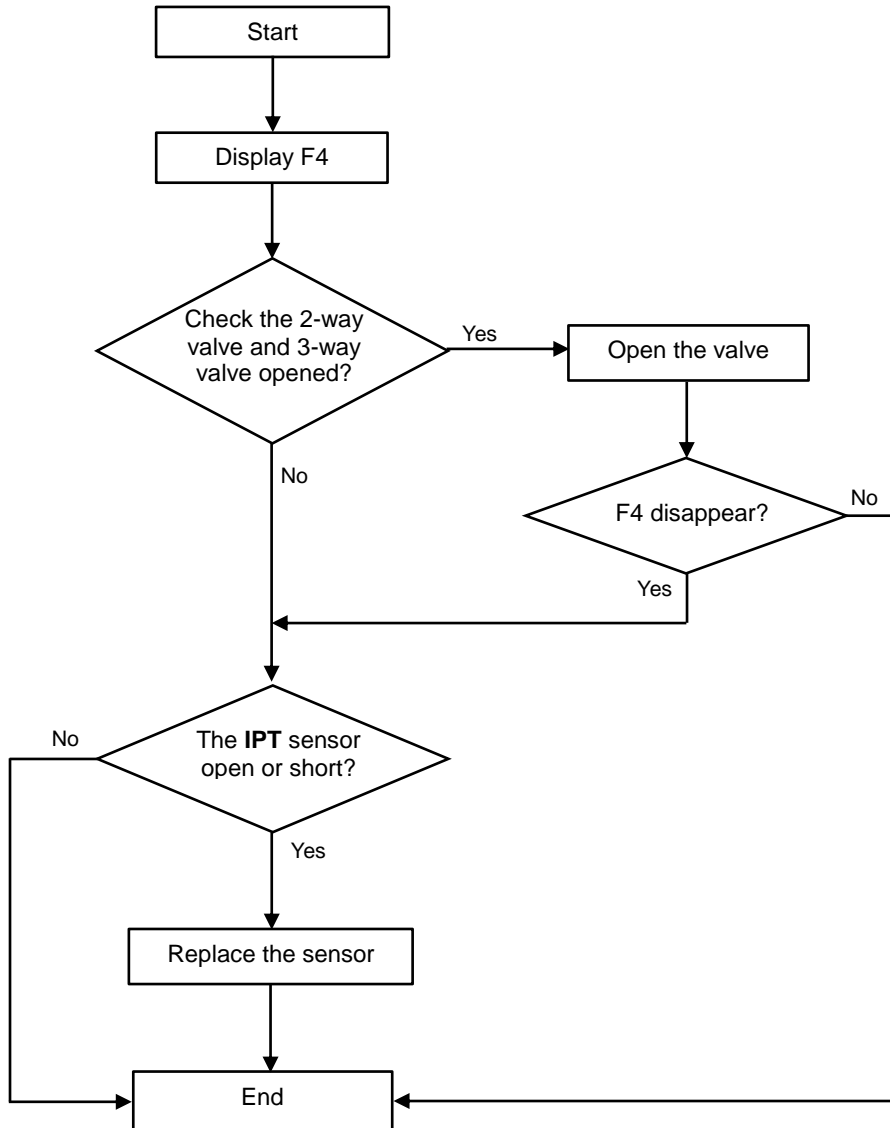 Start
Display F4
Check the 2-way
valve and 3-way
valve opened?
Yes
Open the valve
No
F4 disappear?
No
Yes
No
The IPT sensor
open or short?
Yes
Replace the sensor
End